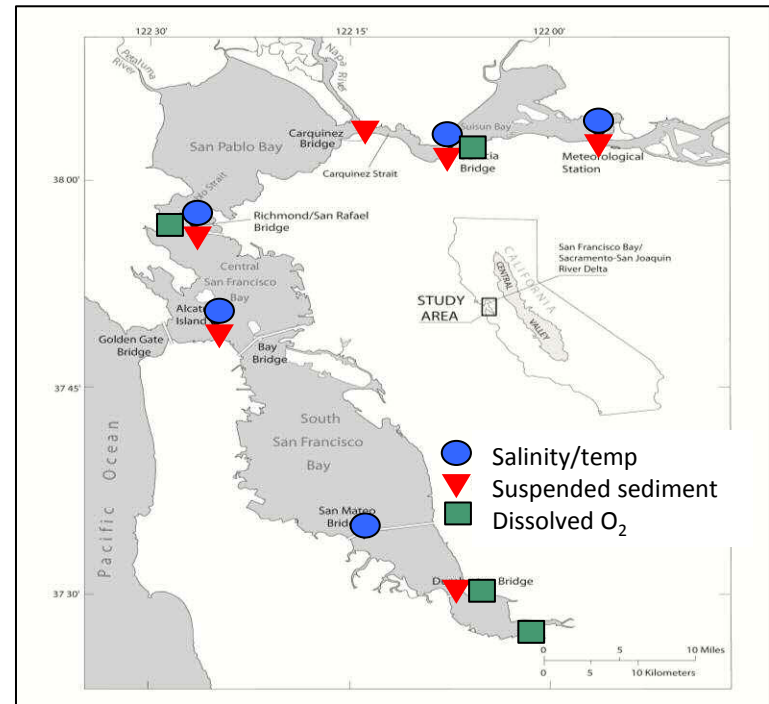 122 30'
122 15'
122 00'
Petaluma
River
Napa River
Suisun Bay
Carquinez
Bridge
San Pablo Bay
Carquinez Strait
Bridge
Meteorological
Station
38 00'
Strait
Richmond/San Rafael
Bridge
San Francisco Bay/
Sacramento-San Joaquin
River Delta
CALIFORNIA
CENTRAL
VALLEY
STUDY
AREA
Central
San Francisco
Bay
Island
Golden Gate
Bridge
Bay
Bridge
37 45'
South
San Francisco
Bay
Pacific Ocean
Salinity/temp
Suspended sediment
Dissolved O₂
San Mateo
Bridge
37 30'
Bridge
0 5 10 Miles
0 5 10 Kilometers